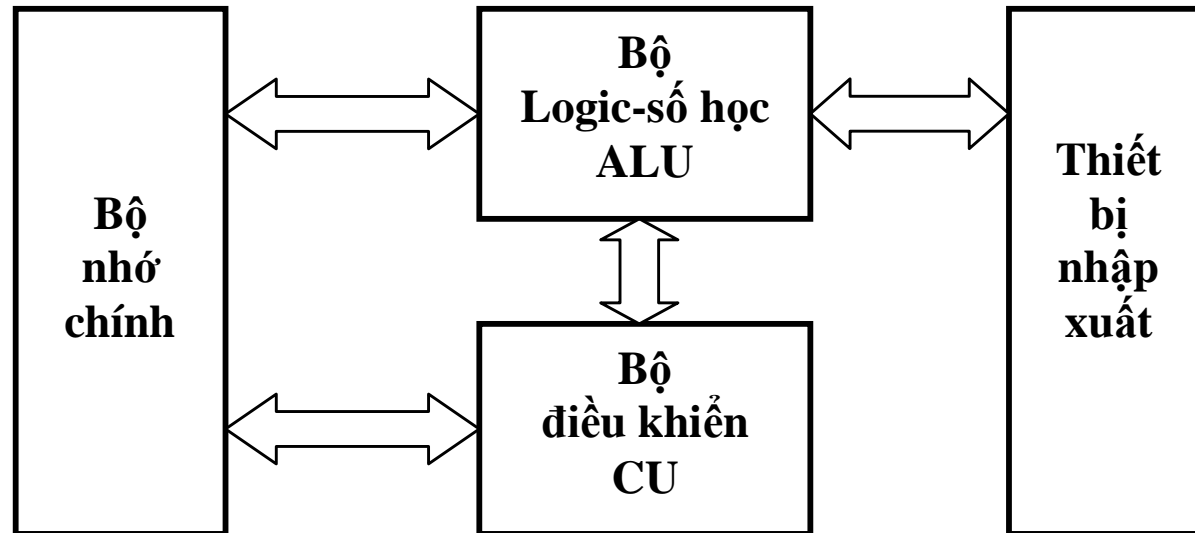 Bộ
nhớ
chính
Bộ
Logic-số học
ALU
Bộ
điều khiển
CU
Thiết
bị
nhập
xuất